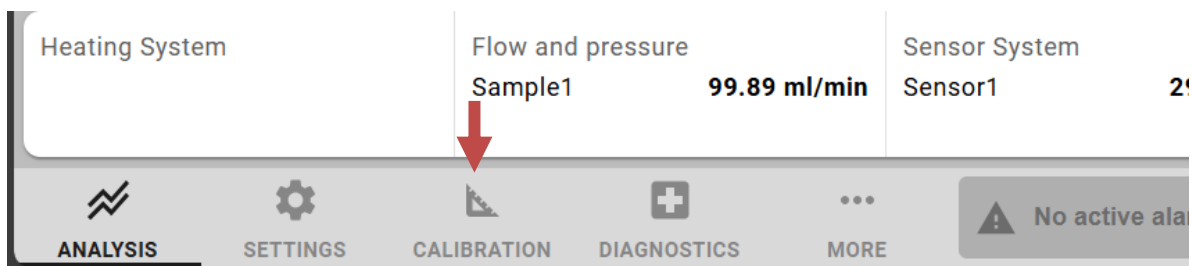 Heating System
Flow and pressure
Sample1 99.89 ml/min
Sensor System
Sensor1
ANALYSIS
SETTINGS
CALIBRATION
DIAGNOSTICS
MORE
No active